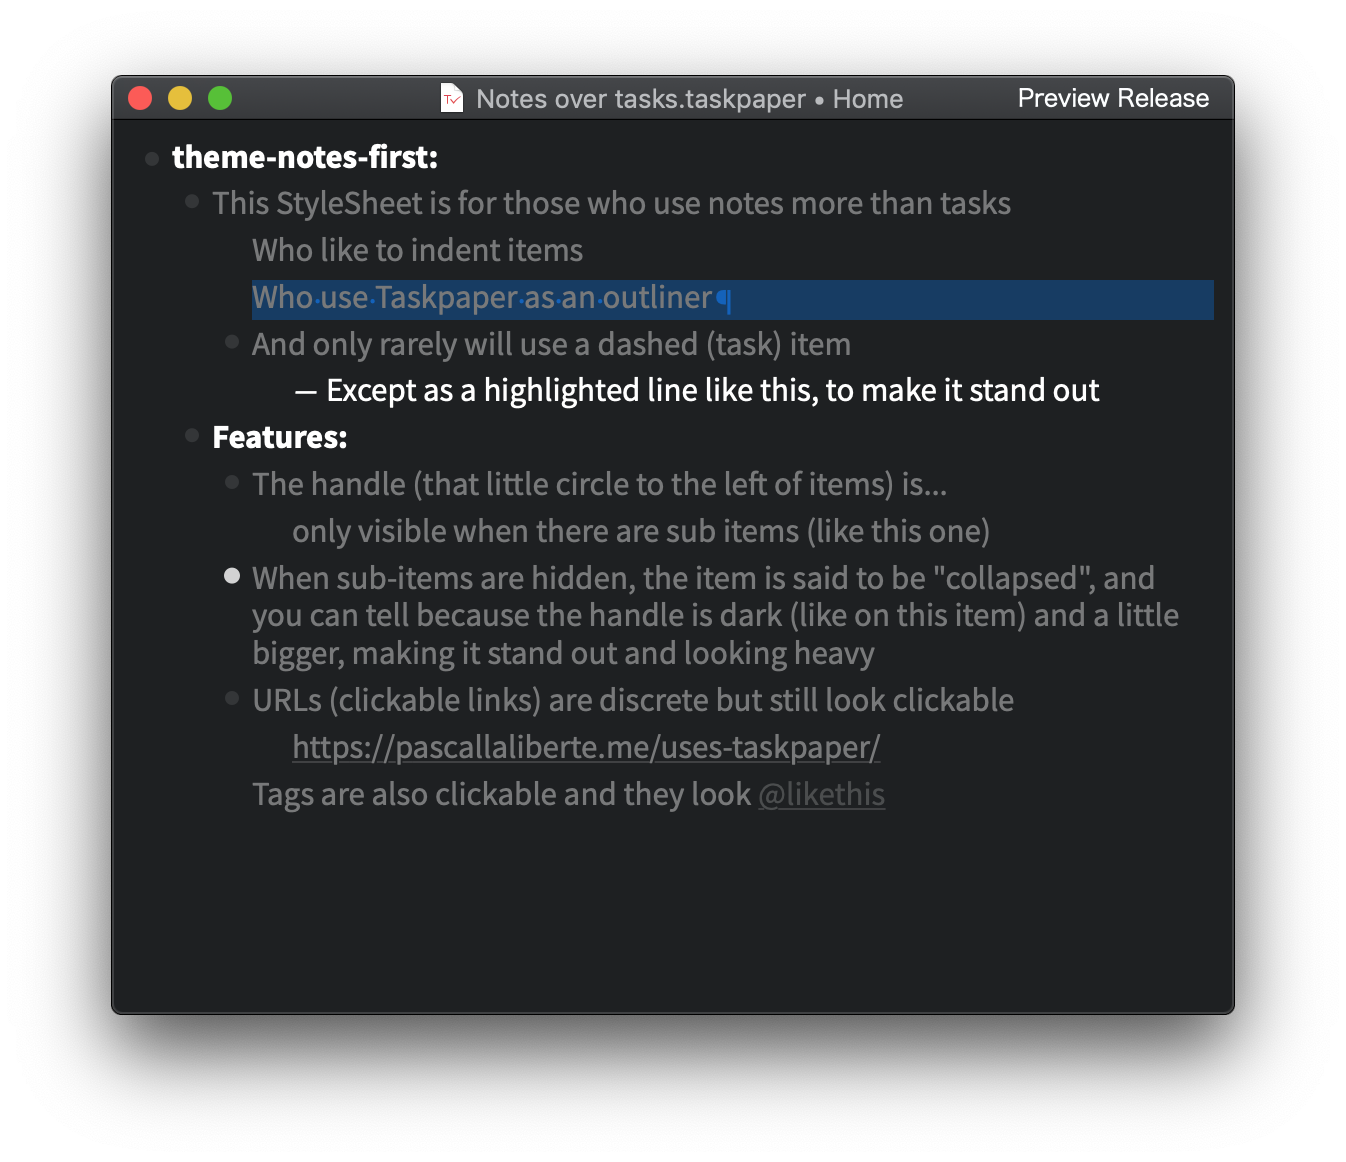 Notes over tasks.taskpaper • Home
Preview Release
theme-notes-first:
This StyleSheet is for those who use notes more than tasks
Who like to indent items
Who·use·Taskpaper·as·an·outliner¶
And only rarely will use a dashed (task) item
— Except as a highlighted line like this, to make it stand out
Features:
The handle (that little circle to the left of items) is...
only visible when there are sub items (like this one)
When sub-items are hidden, the item is said to be "collapsed", and
you can tell because the handle is dark (like on this item) and a little
bigger, making it stand out and looking heavy
URLs (clickable links) are discrete but still look clickable
https://pascallaliberte.me/uses-taskpaper/
Tags are also clickable and they look @likethis